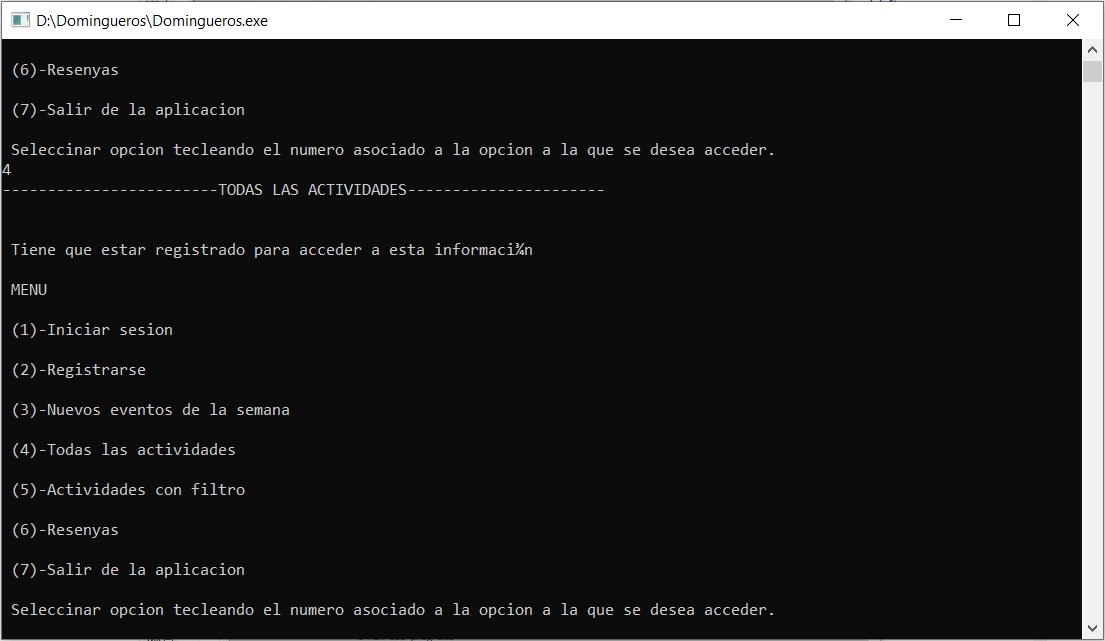 D:\Domingueros\Domingueros.exe
(6)-Resenyas
(7)-Salir de la aplicacion
Seleccinar opcion tecleando el numero asociado a la opcion a la que se desea acceder.
4
------------------------TODAS LAS ACTIVIDADES----------------------
Tiene que estar registrado para acceder a esta informaci¾n
MENU
(1)-Iniciar sesion
(2)-Registrarse
(3)-Nuevos eventos de la semana
(4)-Todas las actividades
(5)-Actividades con filtro
(6)-Resenyas
(7)-Salir de la aplicacion
Seleccinar opcion tecleando el numero asociado a la opcion a la que se desea acceder.